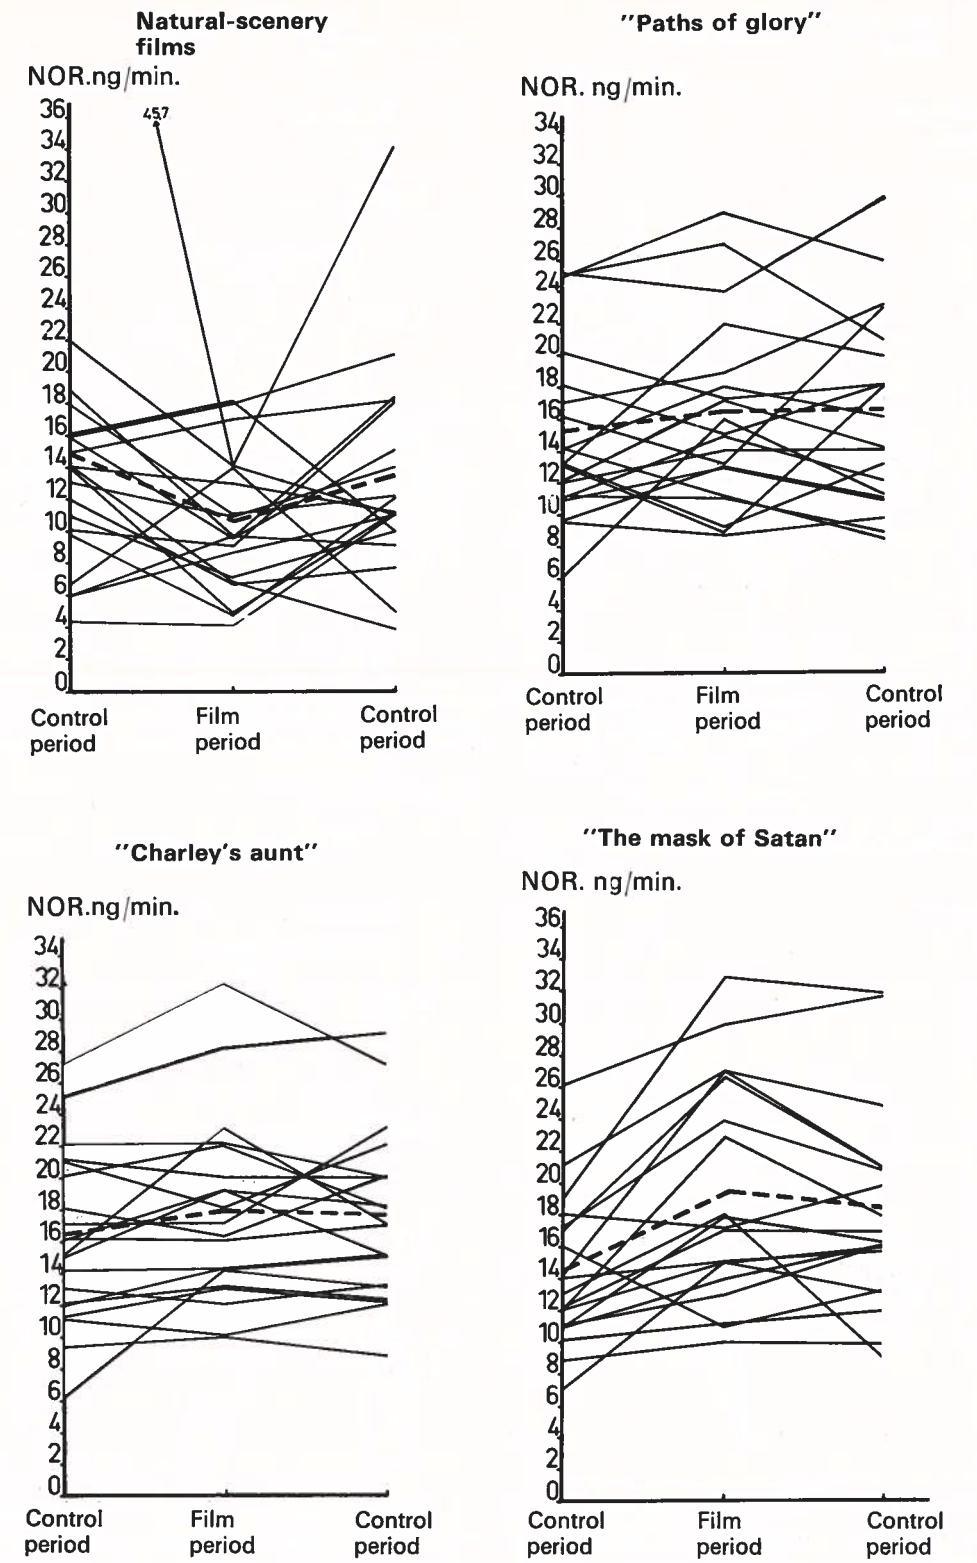 Natural-scenery
films
NOR.ng/min.
36
34
32
30
28
26
24
22
20
18
16
14
12
10
8
6
4
2
0
45,7
Control
period
Film
period
Control
period
"Paths of glory"
NOR. ng/min.
34
32
30
28
26
24
22
20
18
16
14
12
10
8
6
4
2
0
Control
period
Film
period
Control
period
"Charley's aunt"
NOR.ng/min.
34
32
30
28
26
24
22
20
18
16
14
12
10
8
6
4
2
0
Control
period
Film
period
Control
period
"The mask of Satan"
NOR. ng/min.
36
34
32
30
28
26
24
22
20
18
16
14
12
10
8
6
4
2
0
Control
period
Film
period
Control
period